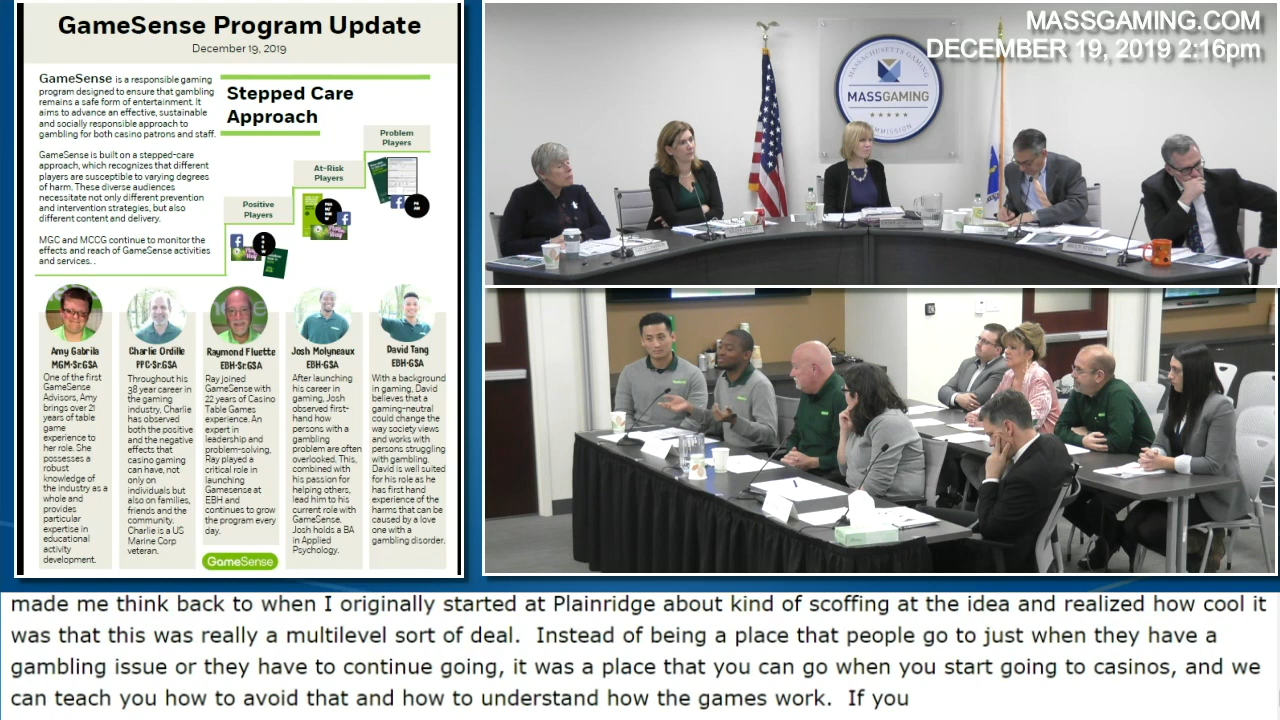 GameSense Program Update
December 19, 2019
GameSense is a responsible gaming
program designed to ensure that gambling
remains a safe form of entertainment. It
aims to advance an effective, sustainable
and socially responsible approach to
gambling for both casino patrons and staff.
GameSense is built on a stepped-care
approach, which recognizes that different
players are susceptible to varying degrees
of harm. These diverse audiences
necessitate not only different prevention
and intervention strategies, but also
different content and delivery.
MGC and MCCG continue to monitor the
effects and reach of GameSense activities
and services. .
Stepped Care
Approach
Problem
Players
At-Risk
Players
Positive
Players
Amy Gabrila
MGM-Sr.GSA
One of the first
GameSense
Advisors, Amy
brings over 21
years of table
game
experience to
her role. She
possesses a
robust
knowledge of
the industry as a
whole and
provides
particular
expertise in
educational
activity
development.
Charlie Ordille
PPC-Sr.GSA
Throughout his
38 year career in
the gaming
industry, Charlie
has observed
both the positive
and the negative
effects that
casino gaming
can have, not
only on
individuals but
also on families,
friends and the
community.
Charlie is a US
Marine Corp
veteran.
Raymond Fluette
EBH-Sr.GSA
Ray joined
GameSense with
22 years of Casino
Table Games
experience. An
expert in
leadership and
problem-solving,
Ray played a
critical role in
launching
Gamesense at
EBH and
continues to grow
the program every
day.
GameSense
Josh Molyneaux
EBH-GSA
After launching
his career in
gaming, Josh
observed first-
hand how
persons with a
gambling
problem are often
overlooked. This,
combined with
his passion for
helping others,
lead him to his
current role with
GameSense.
Josh holds a BA
in Applied
Psychology.
David Tang
EBH-GSA
With a background
in gaming, David
believes that a
gaming-neutral
could change the
way society views
and works with
persons struggling
with gambling.
David is well suited
for his role as he
has first hand
experience of the
harms that can be
caused by a love
one with a
gambling disorder.
MASSGAMING.COM
DECEMBER 19, 2019 2:16pm
MASSACHUSETTS GAMING
MASSGAMING
COMMISSION
made me think back to when I originally started at Plainridge about kind of scoffing at the idea and realized how cool it
was that this was really a multilevel sort of deal.  Instead of being a place that people go to just when they have a
gambling issue or they have to continue going, it was a place that you can go when you start going to casinos, and we
can teach you how to avoid that and how to understand how the games work.  If you